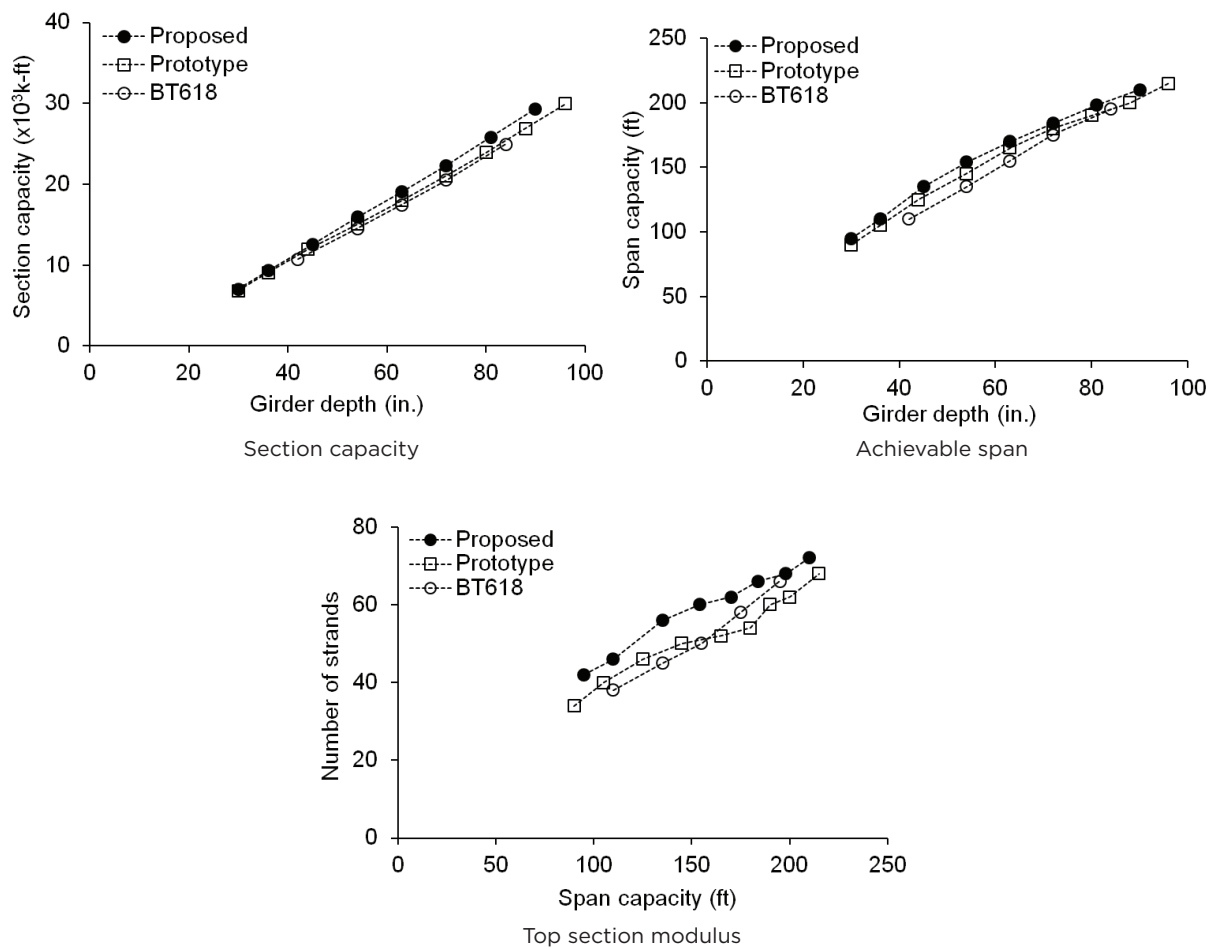 40
30
20
10
0
Section capacity (x10³k-ft)
Proposed
Prototype
BT618
0 20 40 60 80 100
Girder depth (in.)
Section capacity
250
200
150
100
50
0
Span capacity (ft)
Proposed
Prototype
BT618
0 20 40 60 80 100
Girder depth (in.)
Achievable span
80
60
40
20
0
Number of strands
Proposed
Prototype
BT618
0 50 100 150 200 250
Span capacity (ft)
Top section modulus